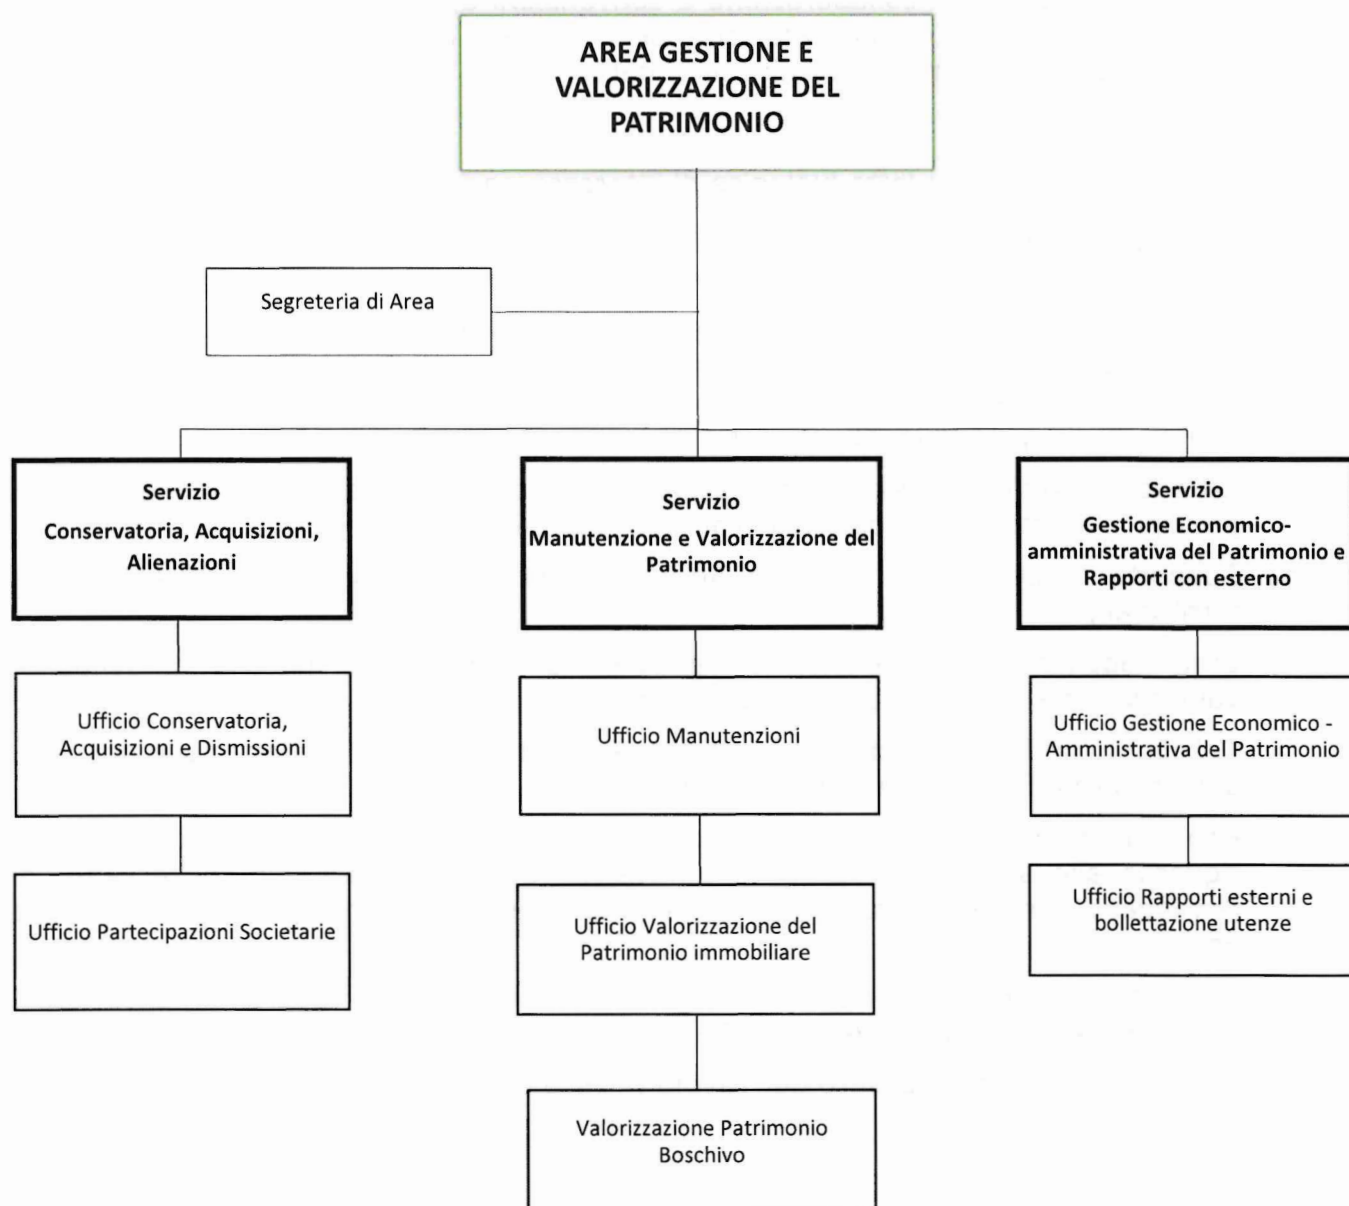 AREA GESTIONE E
VALORIZZAZIONE DEL
PATRIMONIO
Segreteria di Area
Servizio
Conservatoria, Acquisizioni,
Alienazioni
Servizio
Manutenzione e Valorizzazione del
Patrimonio
Servizio
Gestione Economico-
amministrativa del Patrimonio e
Rapporti con esterno
Ufficio Conservatoria,
Acquisizioni e Dismissioni
Ufficio Manutenzioni
Ufficio Gestione Economico -
Amministrativa del Patrimonio
Ufficio Partecipazioni Societarie
Ufficio Valorizzazione del
Patrimonio immobiliare
Ufficio Rapporti esterni e
bollettazione utenze
Valorizzazione Patrimonio
Boschivo